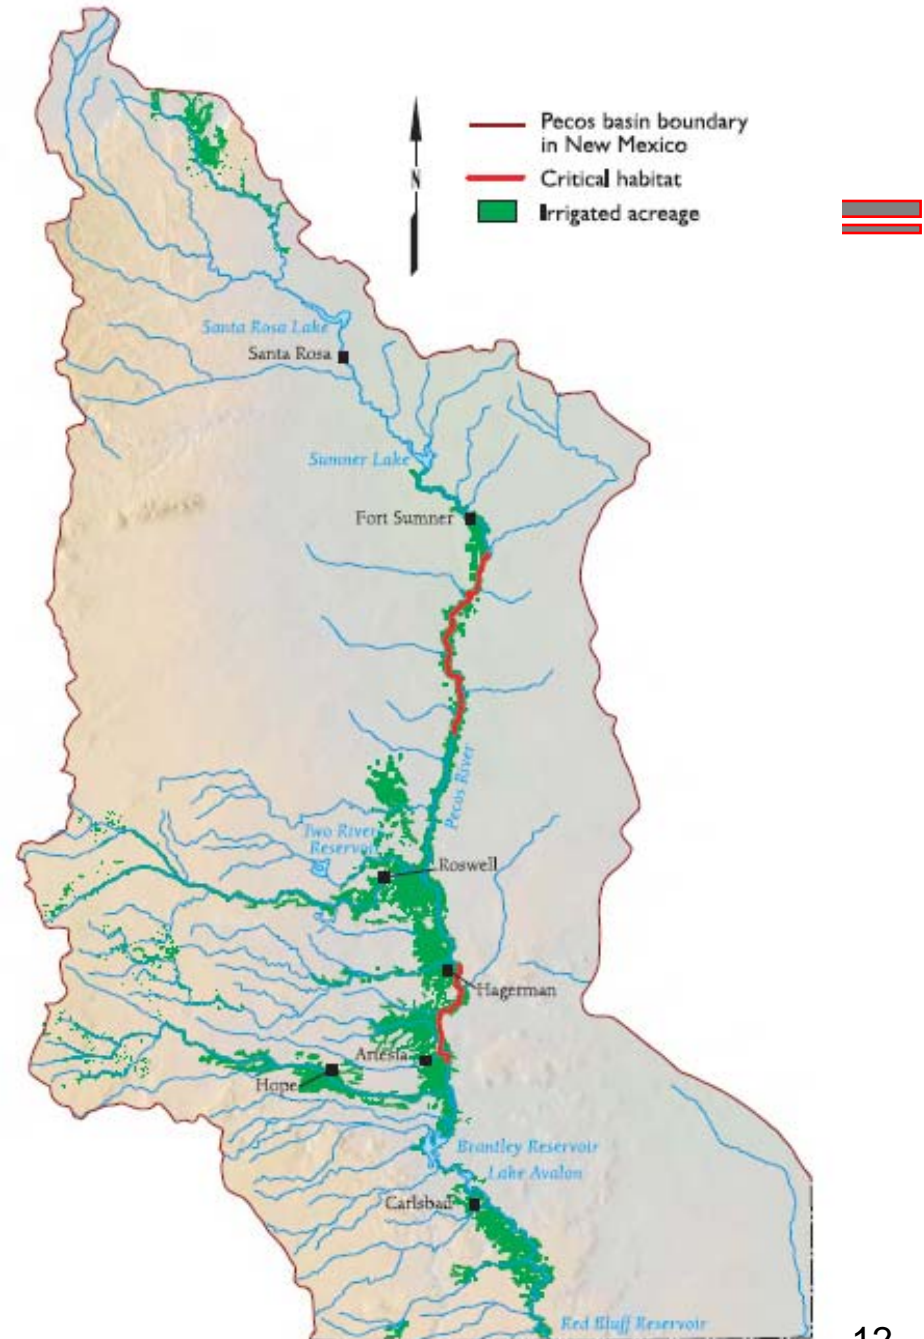 Pecos basin boundary
in New Mexico
N
Critical habitat
Irrigated acreage
Santa Rosa Lake
Santa Rosa
Sumner Lake
Fort Sumner
Pecos River
Two River
Reservoir
Roswell
Hagerman
Artesia
Hope
Brantley Reservoir
Lake Avalon
Carlsbad
Red Bluff Reservoir
12